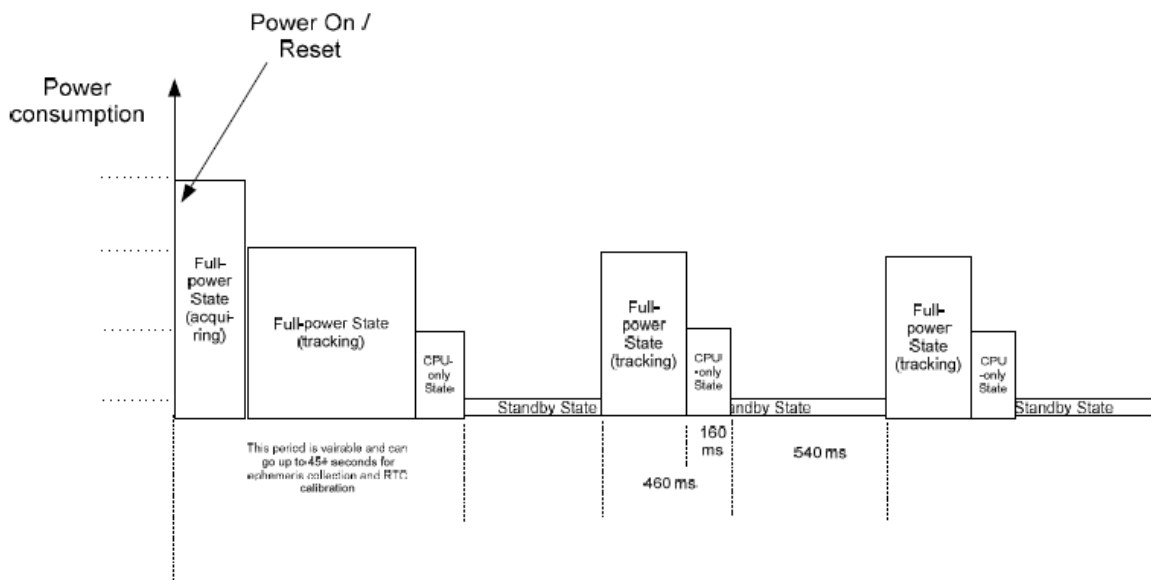 Power On /
Reset
Power
consumption
Full-
power
State
(acqui-
ring)
Full-power State
(tracking)
CPU-
only
State
Standby State
Full-
power
State
(tracking)
CPU
-only
State
andby State
Full-
power
State
(tracking)
CPU
-only
State
Standby State
This period is vairable and can
go up to 45+ seconds for
ephemeris collection and RTC
calibration
160
ms
540 ms
460 ms